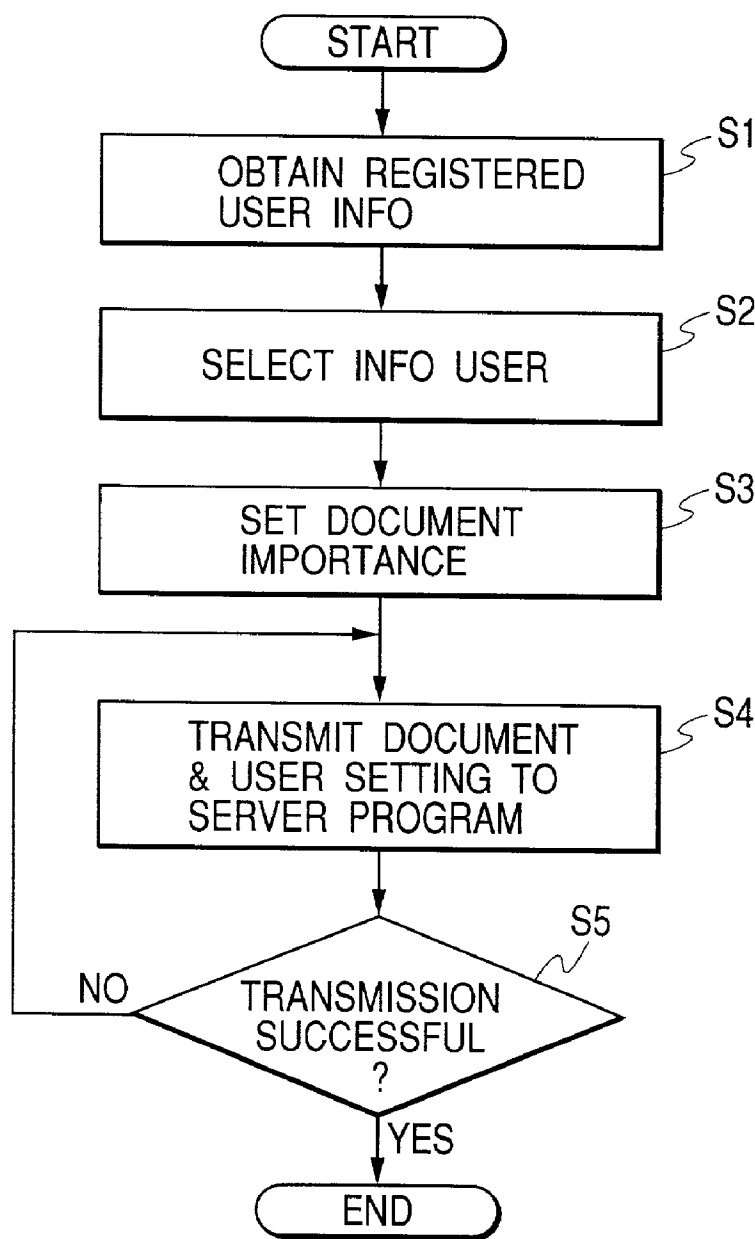 START
S1
OBTAIN REGISTERED
USER INFO
S2
SELECT INFO USER
S3
SET DOCUMENT
IMPORTANCE
S4
TRANSMIT DOCUMENT
& USER SETTING TO
SERVER PROGRAM
S5
NO
TRANSMISSION
SUCCESSFUL
?
YES
END